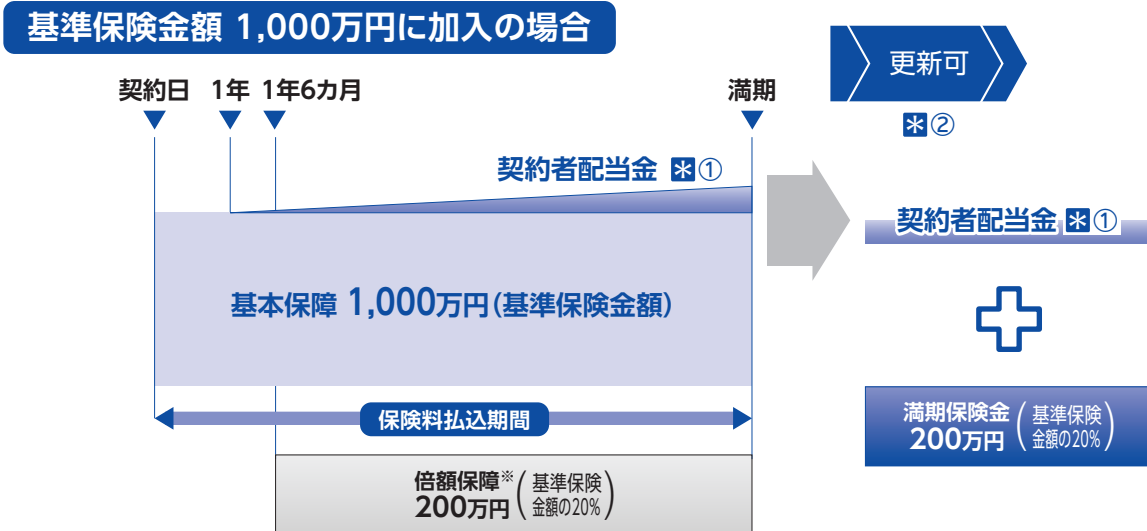 基準保険金額 1,000万円に加入の場合
契約日 1年 1年6カ月 満期
更新可
*②
契約者配当金 *①
契約者配当金 *①
基本保障 1,000万円(基準保険金額)
保険料払込期間
満期保険金
200万円
(基準保険
金額の20%)
倍額保障※
200万円
(基準保険
金額の20%)